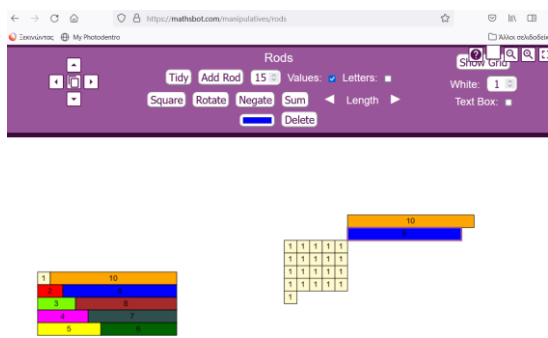 https://mathsbot.com/manipulatives/rods
Ξεκινώντας My Photodentro
Άλλοι σελιδοδείκ
Rods
Tidy Add Rod 15 Values: Letters:
Show Grid
Square Rotate Negate Sum Length
White: 1
Delete
Text Box:
10
1 1 1 1 1
1 1 1 1 1
1 1 1 1 1
1 1 1 1 1
1
1 10
2 9
3 8
4 7
5 6